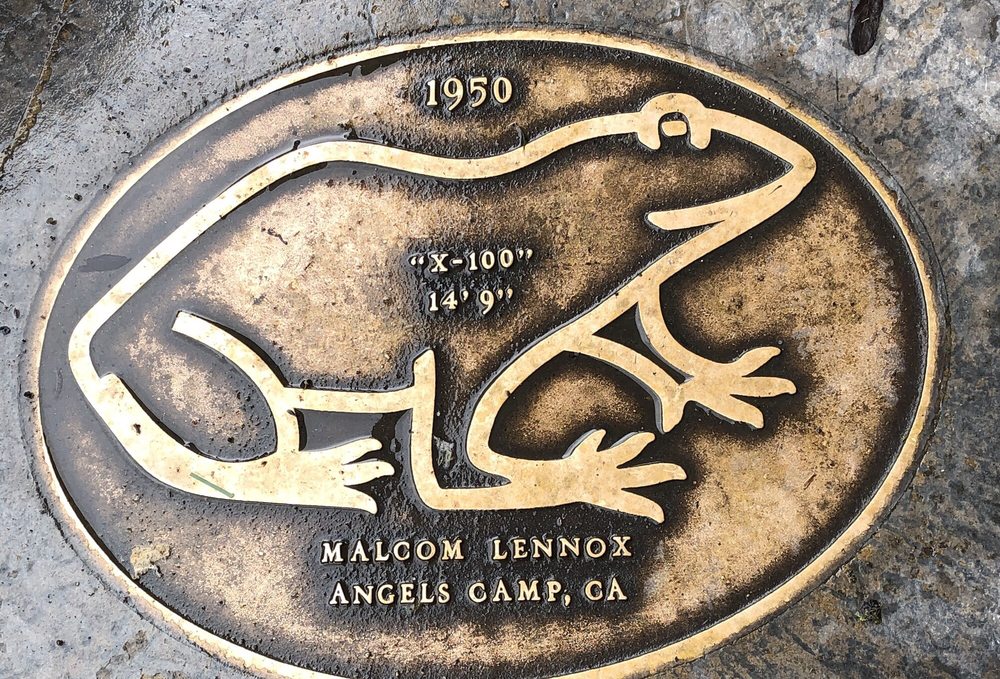 1950
“X-100”
14' 9”
MALCOM LENNOX
ANGELS CAMP, CA